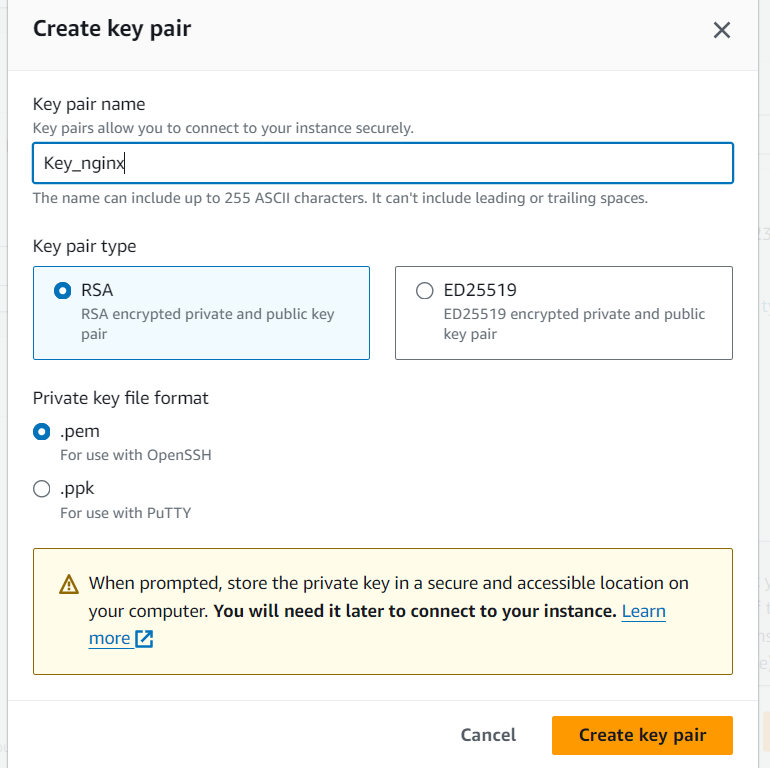 Create key pair
Key pair name
Key pairs allow you to connect to your instance securely.
Key_nginx
The name can include up to 255 ASCII characters. It can't include leading or trailing spaces.
Key pair type
RSA
RSA encrypted private and public key
pair
ED25519
ED25519 encrypted private and public
key pair
Private key file format
.pem
For use with OpenSSH
.ppk
For use with PuTTY
When prompted, store the private key in a secure and accessible location on
your computer. You will need it later to connect to your instance. Learn
more
Cancel
Create key pair